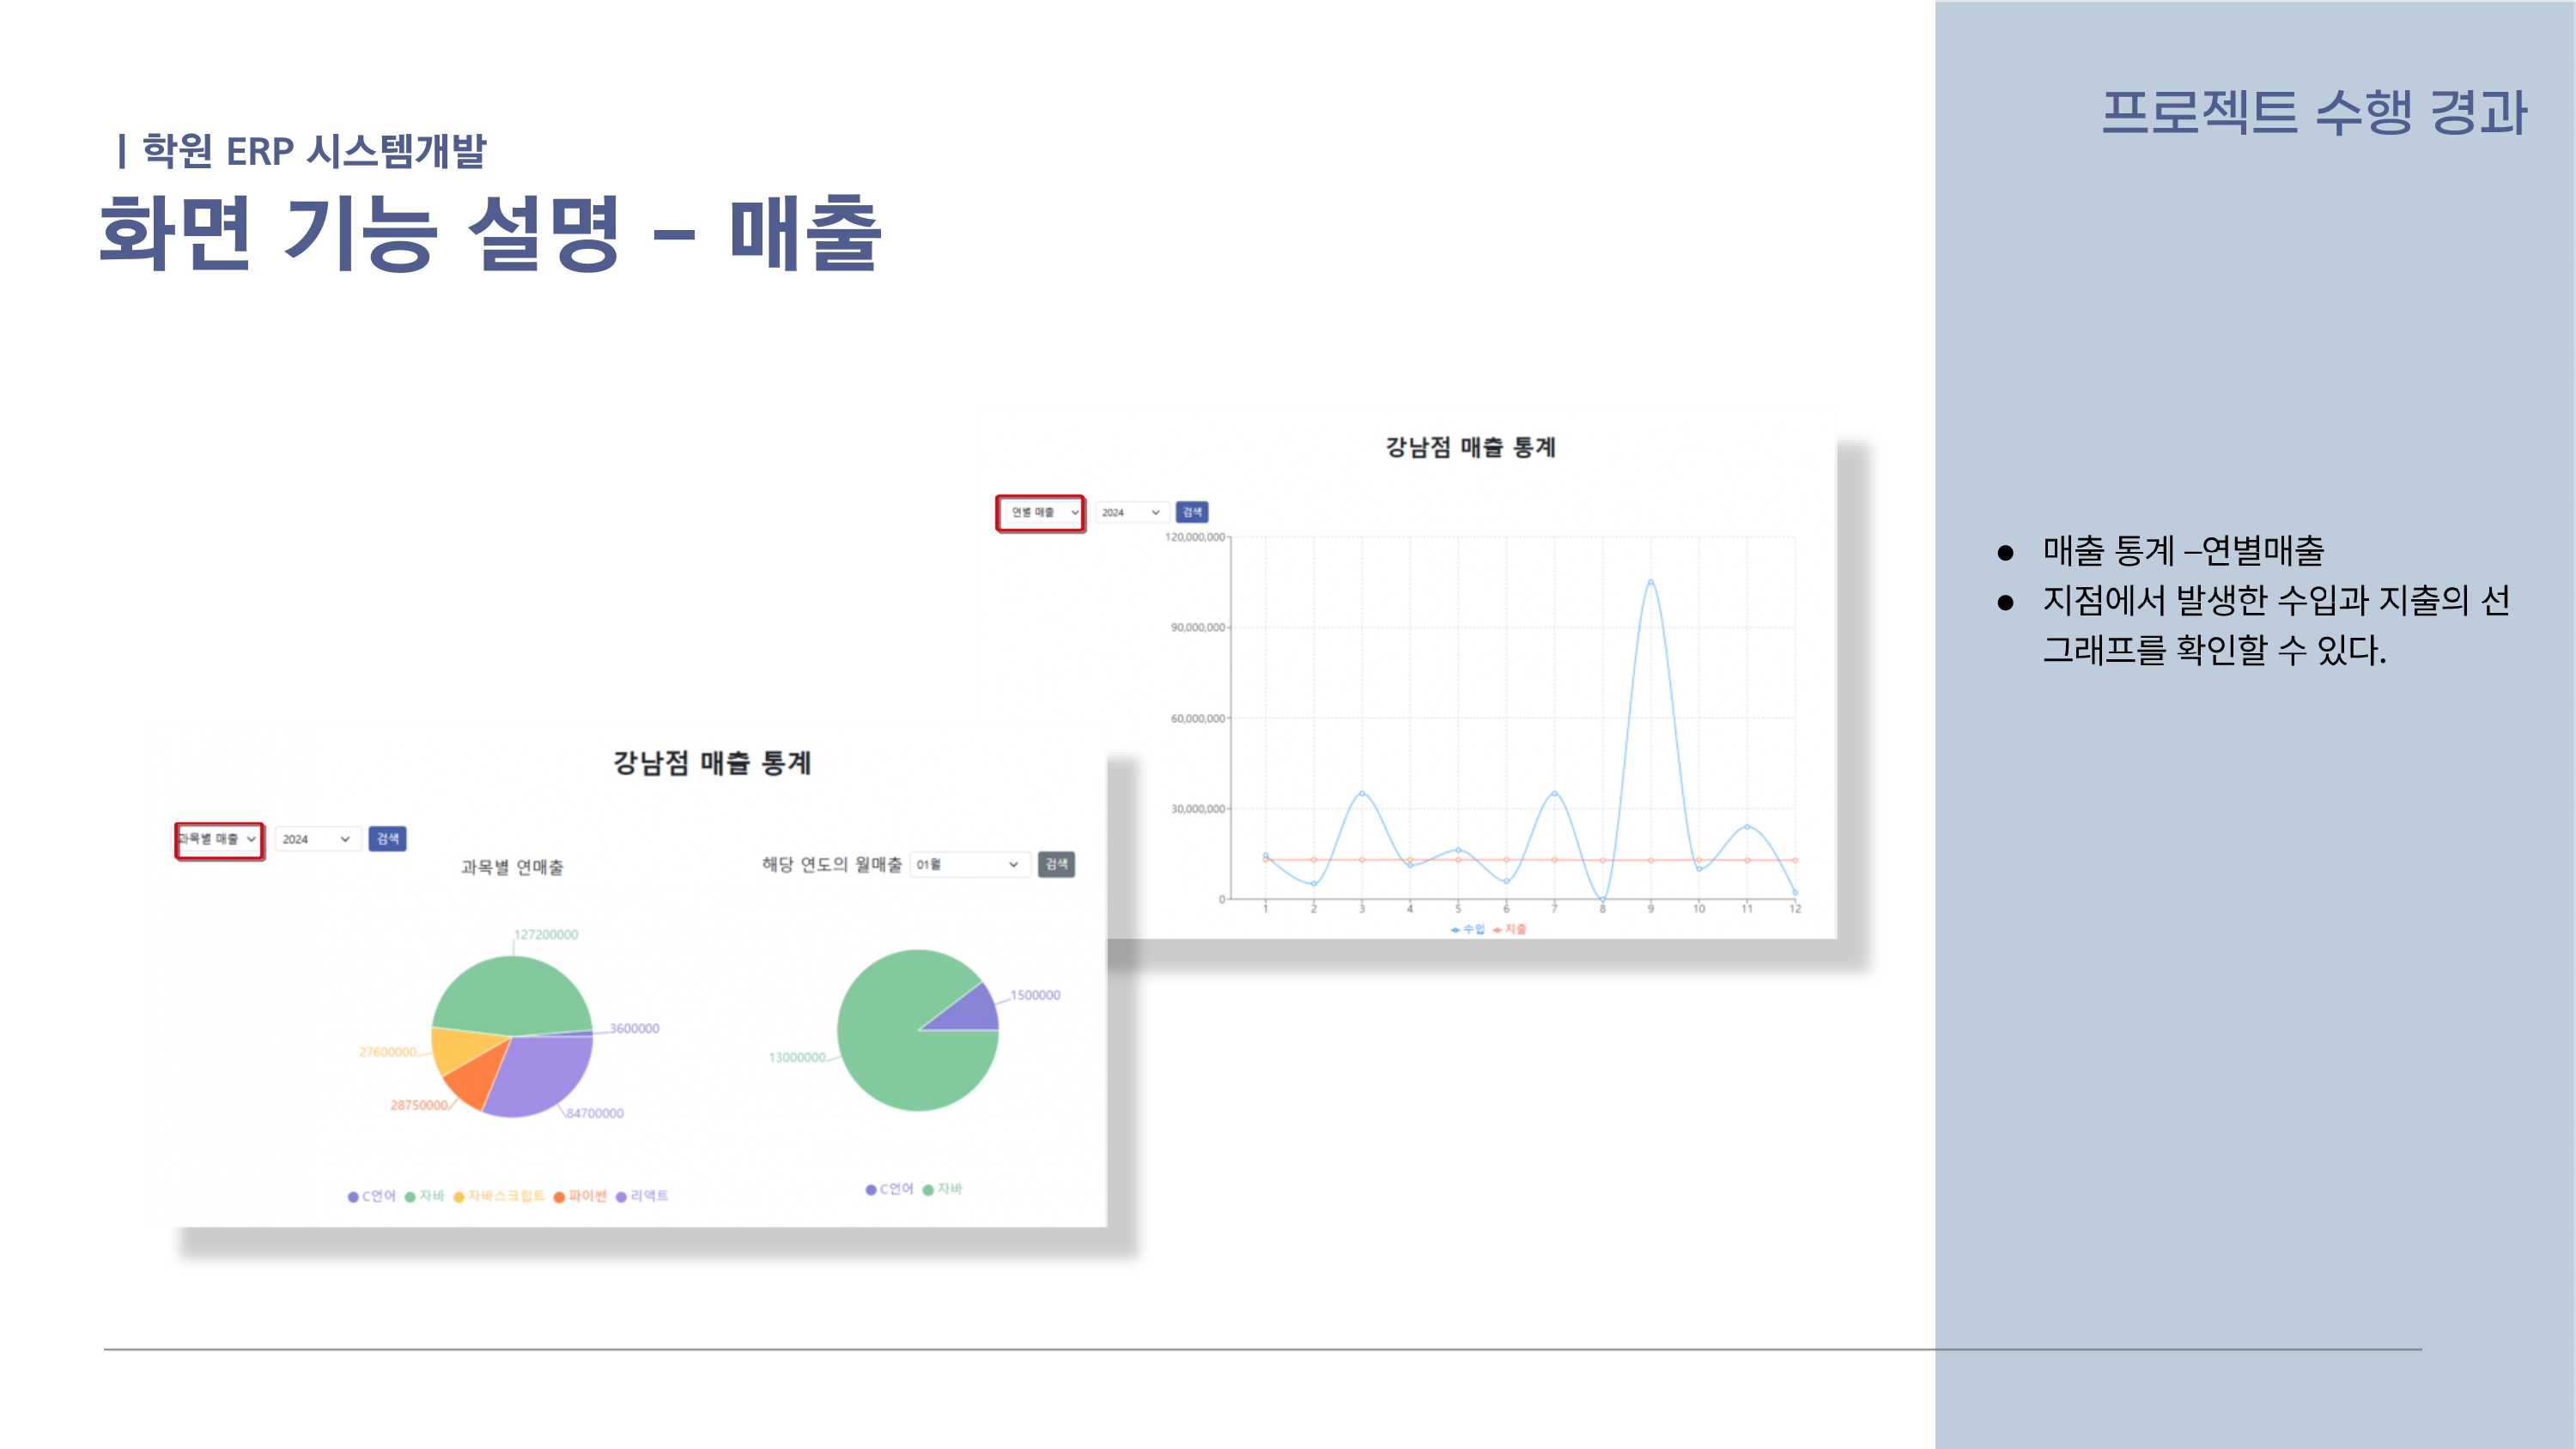 프로젝트 수행 경과
| 학원 ERP 시스템개발
화면 기능 설명 – 매출
강남점 매출 통계
연별 매출 2024 검색
120,000,000
90,000,000
60,000,000
30,000,000
0
1 2 3 4 5 6 7 8 9 10 11 12
수입 지출
강남점 매출 통계
과목별 매출 2024 검색
과목별 연매출
해당 연도의 월매출 01월 검색
127200000
3600000
27600000
28750000
84700000
1500000
13000000
C언어 자바 자바스크립트 파이썬 리액트
C언어 자바
● 매출 통계 –연별매출
● 지점에서 발생한 수입과 지출의 선
그래프를 확인할 수 있다.